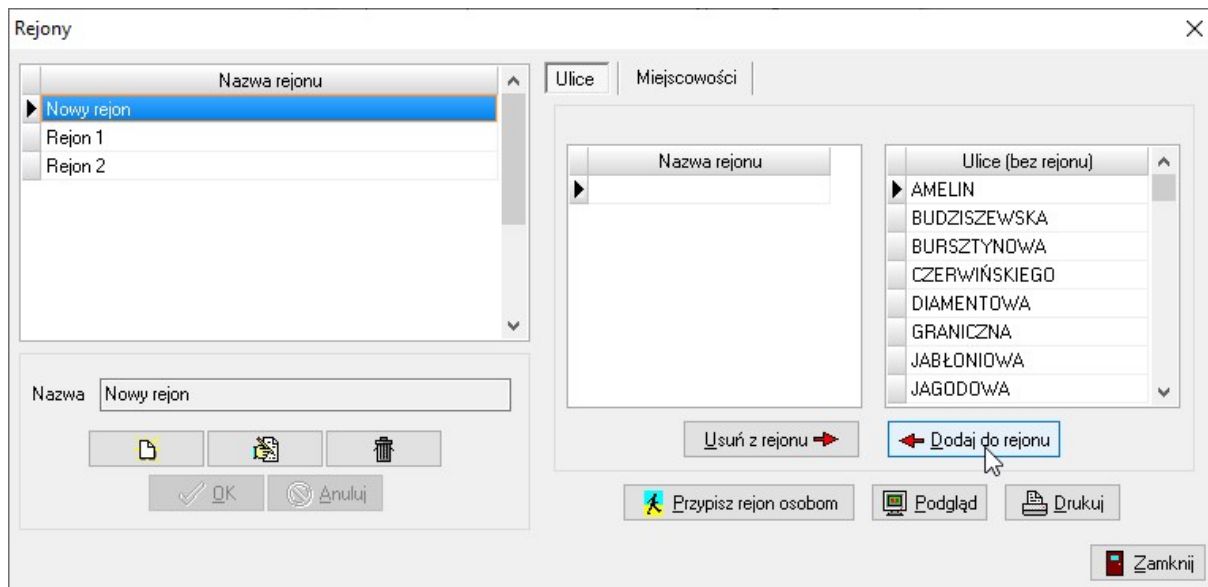 Rejony
Nazwa rejonu
Nowy rejon
Rejon 1
Rejon 2
Nazwa
Nowy rejon
OK
Anuluj
Ulice
Miejscowości
Nazwa rejonu
Ulice (bez rejonu)
AMELIN
BUDZISZEWSKA
BURSZTYNOWA
CZERWIŃSKIEGO
DIAMENTOWA
GRANICZNA
JABŁONIOWA
JAGODOWA
Usuń z rejonu
Dodaj do rejonu
Przypisz rejon osobom
Podgląd
Drukuj
Zamknij